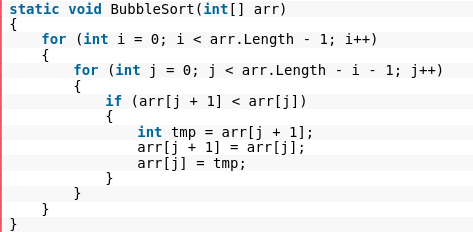 static void BubbleSort(int[] arr)
{
    for (int i = 0; i < arr.Length - 1; i++)
    {
        for (int j = 0; j < arr.Length - i - 1; j++)
        {
            if (arr[j + 1] < arr[j])
            {
                int tmp = arr[j + 1];
                arr[j + 1] = arr[j];
                arr[j] = tmp;
            }
        }
    }
}